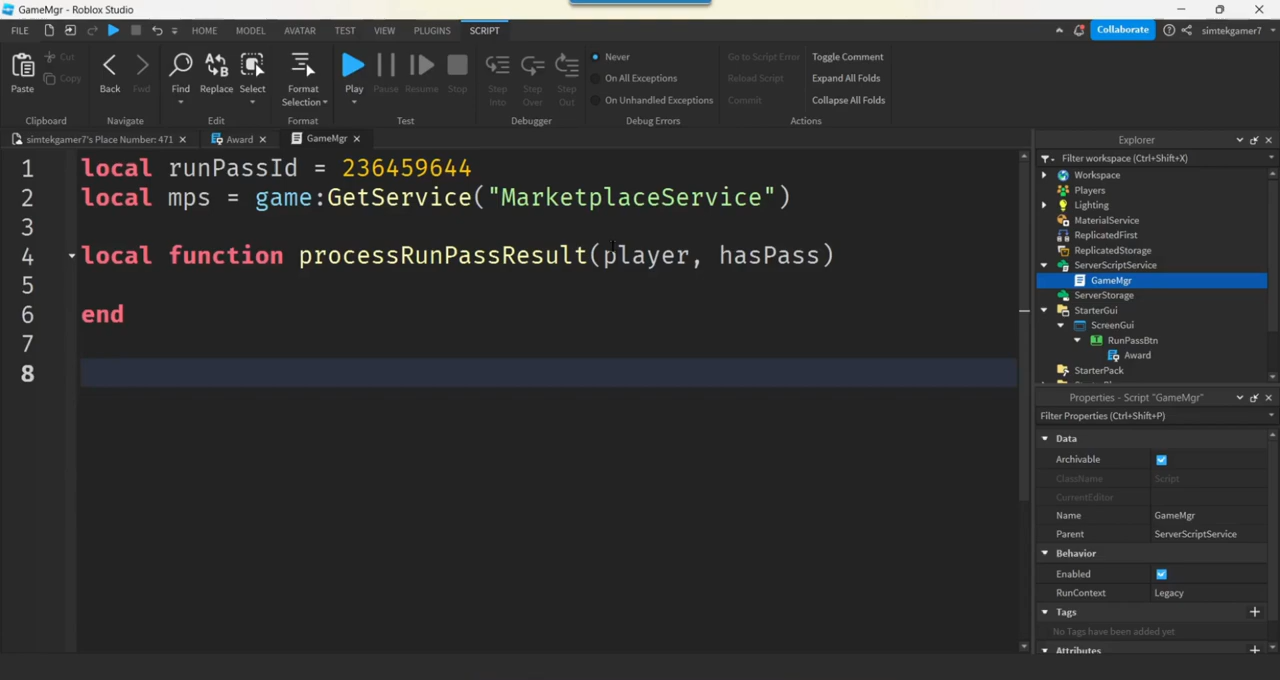 GameMgr - Roblox Studio
FILE HOME MODEL AVATAR TEST VIEW PLUGINS SCRIPT Collaborate simtekgamer7
Paste Cut Copy
Back Fwd
Find Replace Select
Format Selection
Play Pause Resume Stop
Step Into Step Over Step Out
Never
On All Exceptions
On Unhandled Exceptions
Go to Script Error
Reload Script
Commit
Toggle Comment
Expand All Folds
Collapse All Folds
Clipboard Navigate Edit Format Test Debugger Debug Errors Actions
simtekgamer7's Place Number: 471 Award GameMgr
1 local runPassId = 236459644
2 local mps = game:GetService("MarketplaceService")
3
4 local function processRunPassResult(player, hasPass)
5
6 end
7
8
Explorer
Filter workspace (Ctrl+Shift+X)
Workspace
Players
Lighting
MaterialService
ReplicatedFirst
ReplicatedStorage
ServerScriptService
GameMgr
ServerStorage
StarterGui
ScreenGui
RunPassBtn
Award
StarterPack
Properties - Script "GameMgr"
Filter Properties (Ctrl+Shift+P)
Data
Archivable
ClassName Script
CurrentEditor
Name GameMgr
Parent ServerScriptService
Behavior
Enabled
RunContext Legacy
Tags
No Tags have been added yet
Attributes